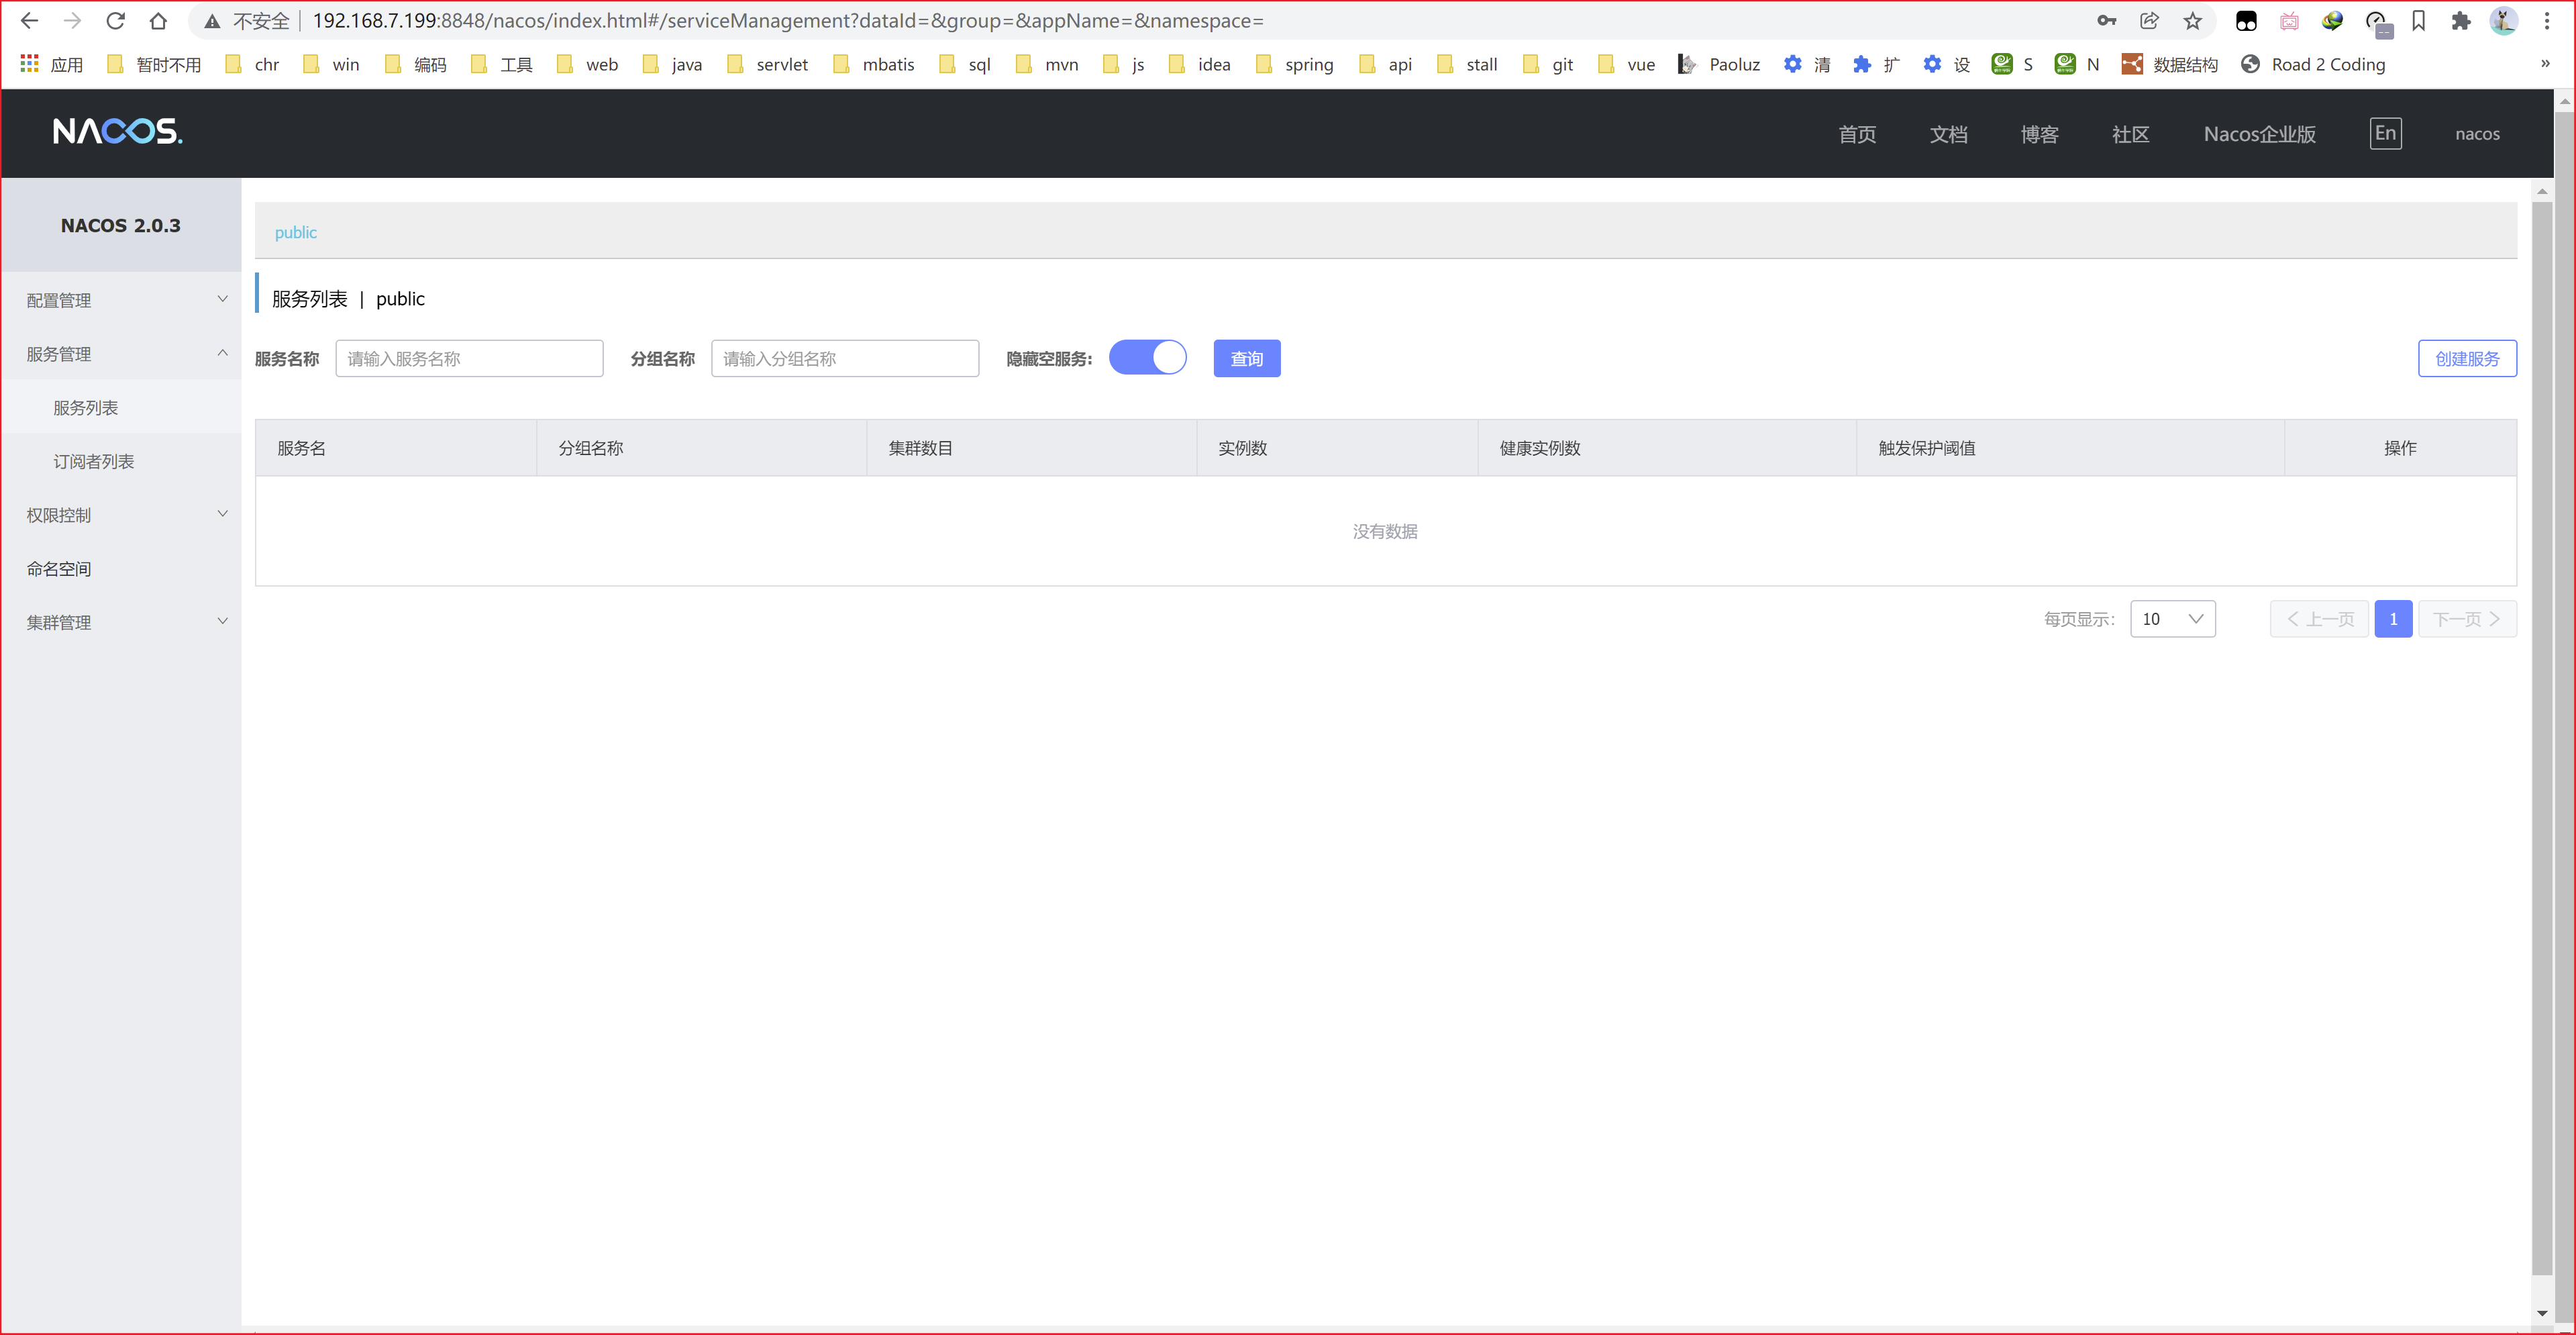 不安全 192.168.7.199:8848/nacos/index.html#/serviceManagement?dataId=&group=&appName=&namespace=
应用 暂时不用 chr win 编码 工具 web java servlet mbatis sql mvn js idea spring api stall git vue Paoluz 清 扩 设 S N 数据结构 Road 2 Coding »
NACOS. 首页 文档 博客 社区 Nacos企业版 En nacos
NACOS 2.0.3
配置管理
服务管理
服务列表
订阅者列表
权限控制
命名空间
集群管理
public
服务列表 | public
服务名称 请输入服务名称 分组名称 请输入分组名称 隐藏空服务: 查询 创建服务
服务名 分组名称 集群数目 实例数 健康实例数 触发保护阈值 操作
没有数据
每页显示: 10 上一页 1 下一页